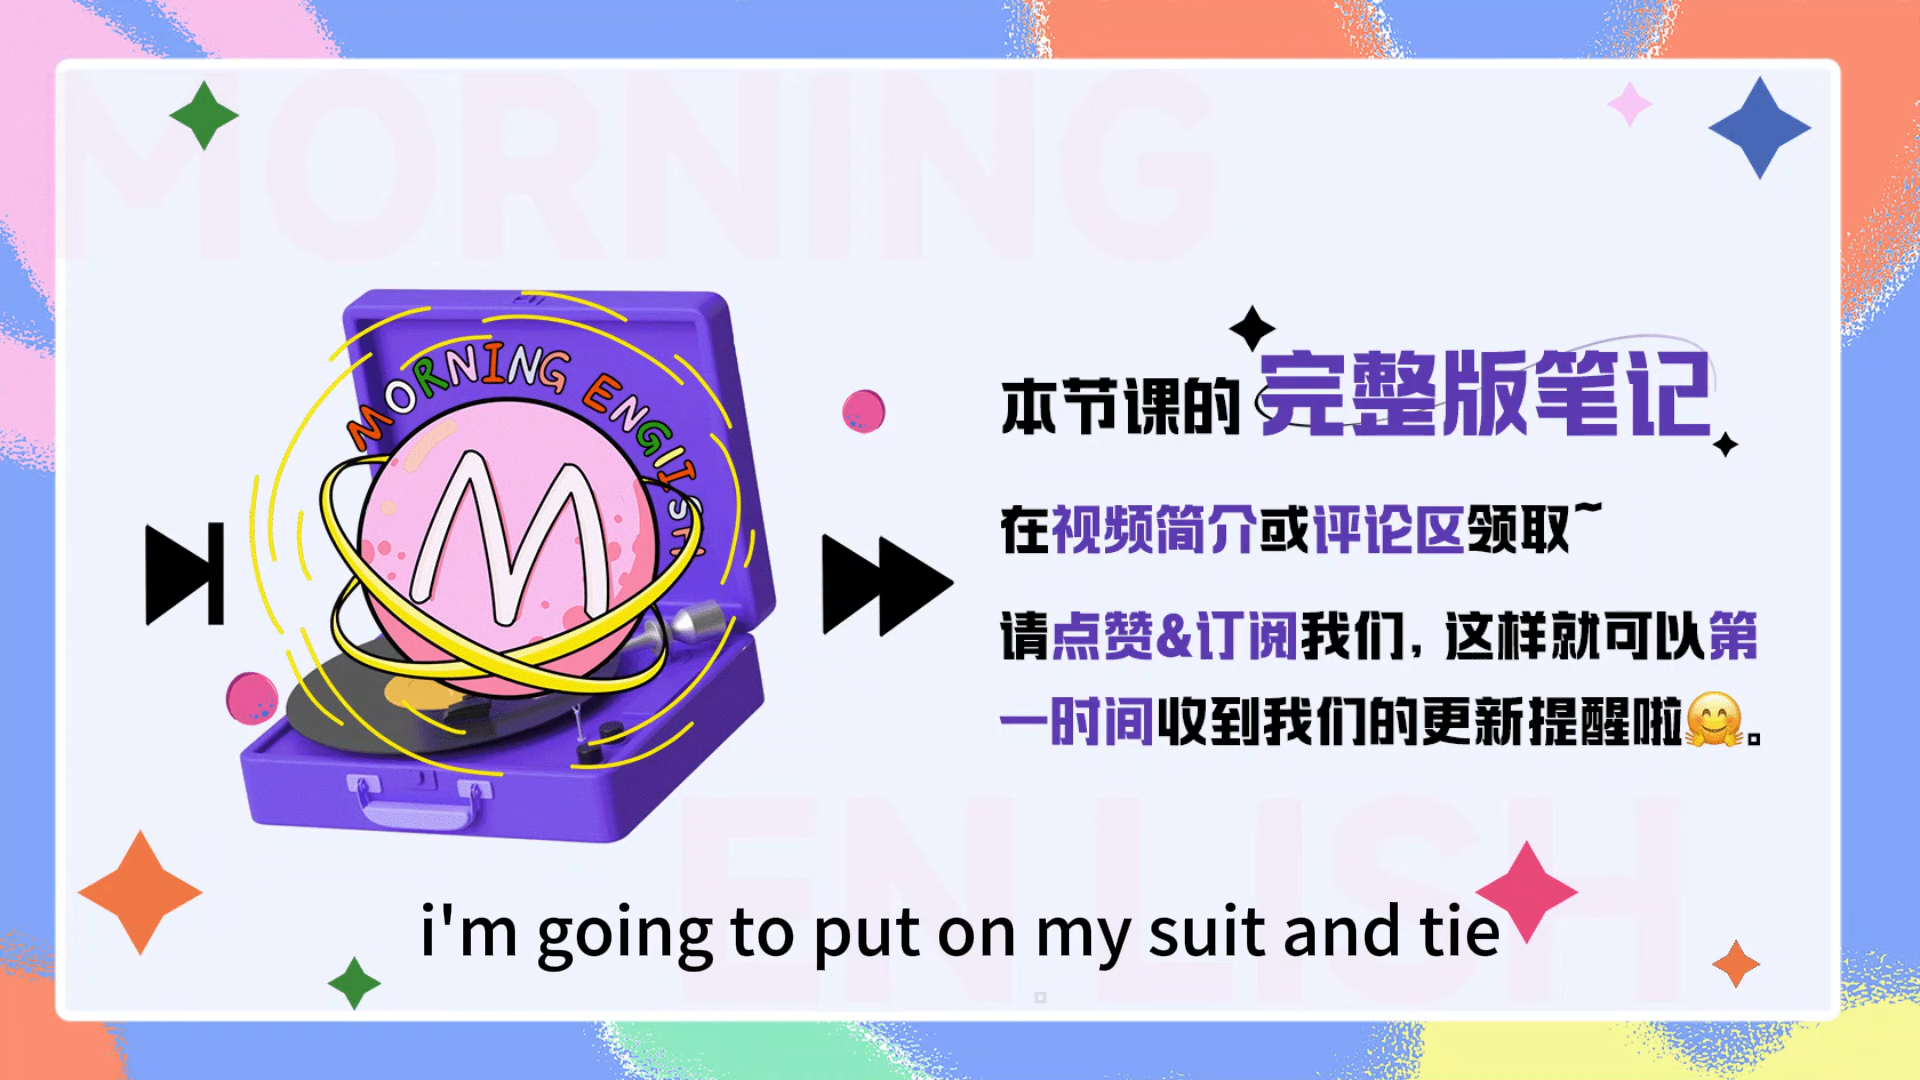 MORNING
MORNING ENGLISH
M
本节课的完整版笔记
在视频简介或评论区领取~
请点赞&订阅我们，这样就可以第
一时间收到我们的更新提醒啦🤗。
EN LISH
i'm going to put on my suit and tie